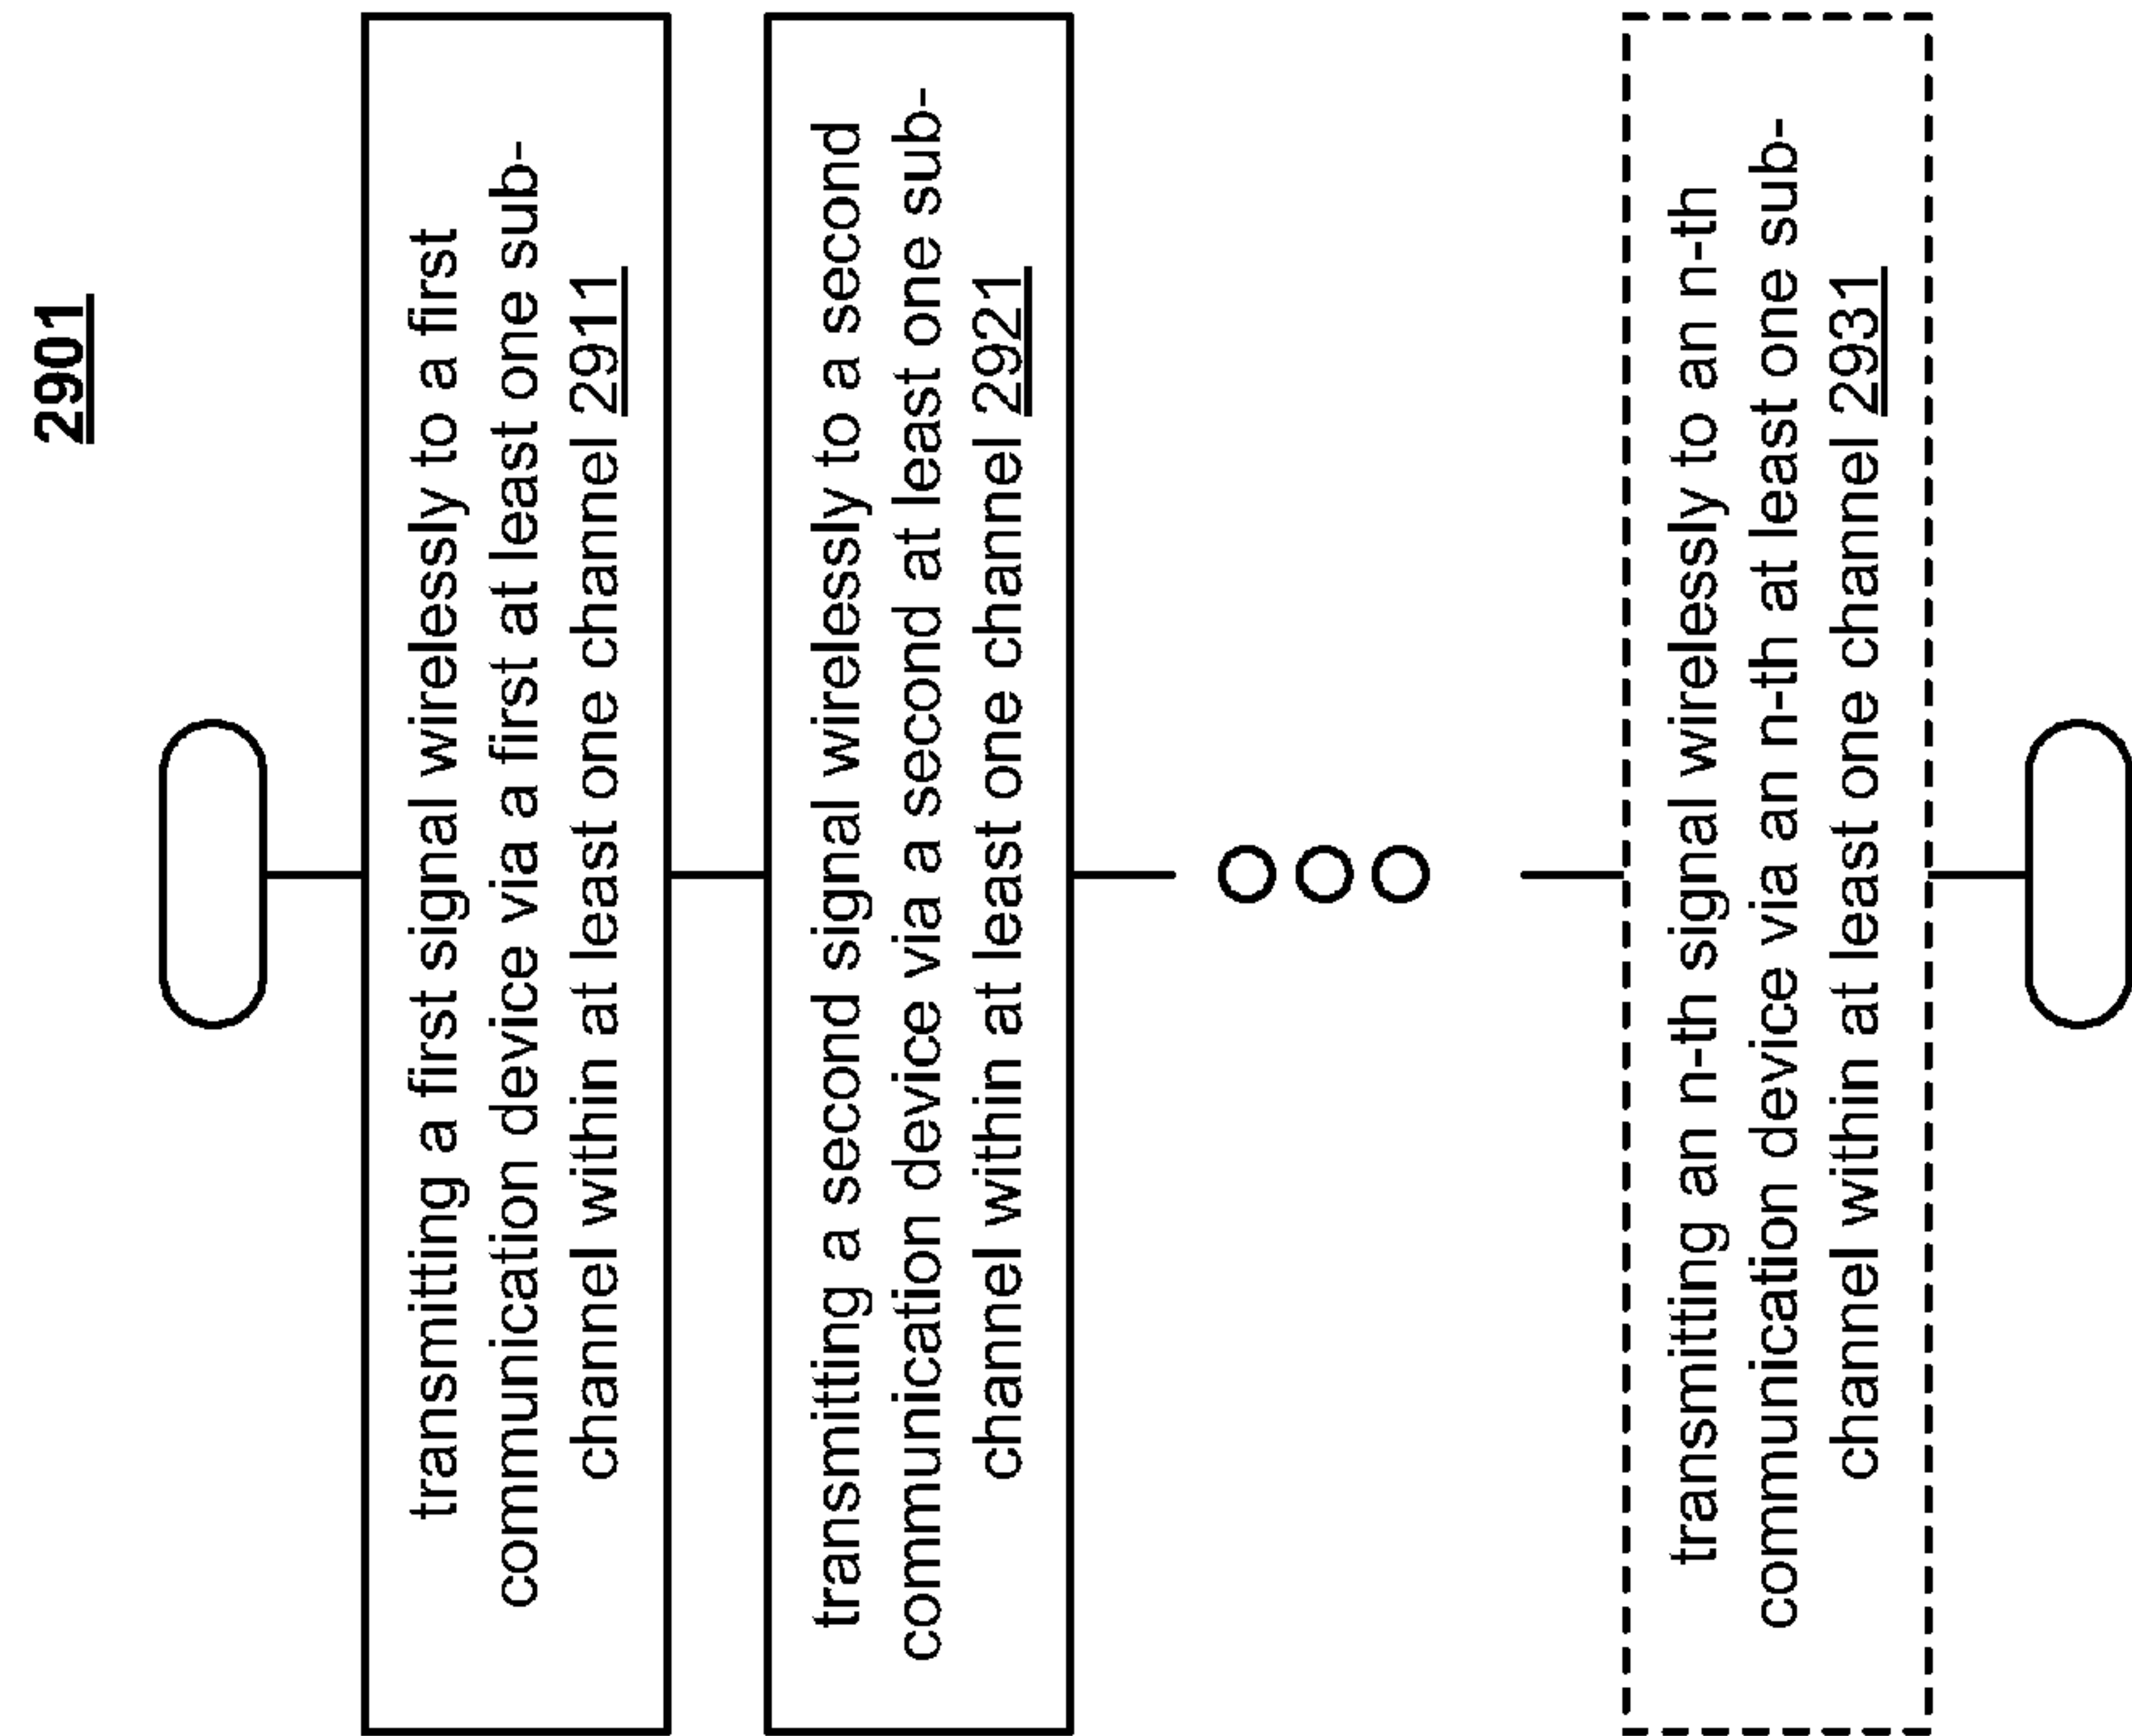 2901
transmitting a first signal wirelessly to a first
communication device via a first at least one sub-
channel within at least one channel 2911
transmitting a second signal wirelessly to a second
communication device via a second at least one sub-
channel within at least one channel 2921
transmitting an n-th signal wirelessly to an n-th
communication device via an n-th at least one sub-
channel within at least one channel 2931